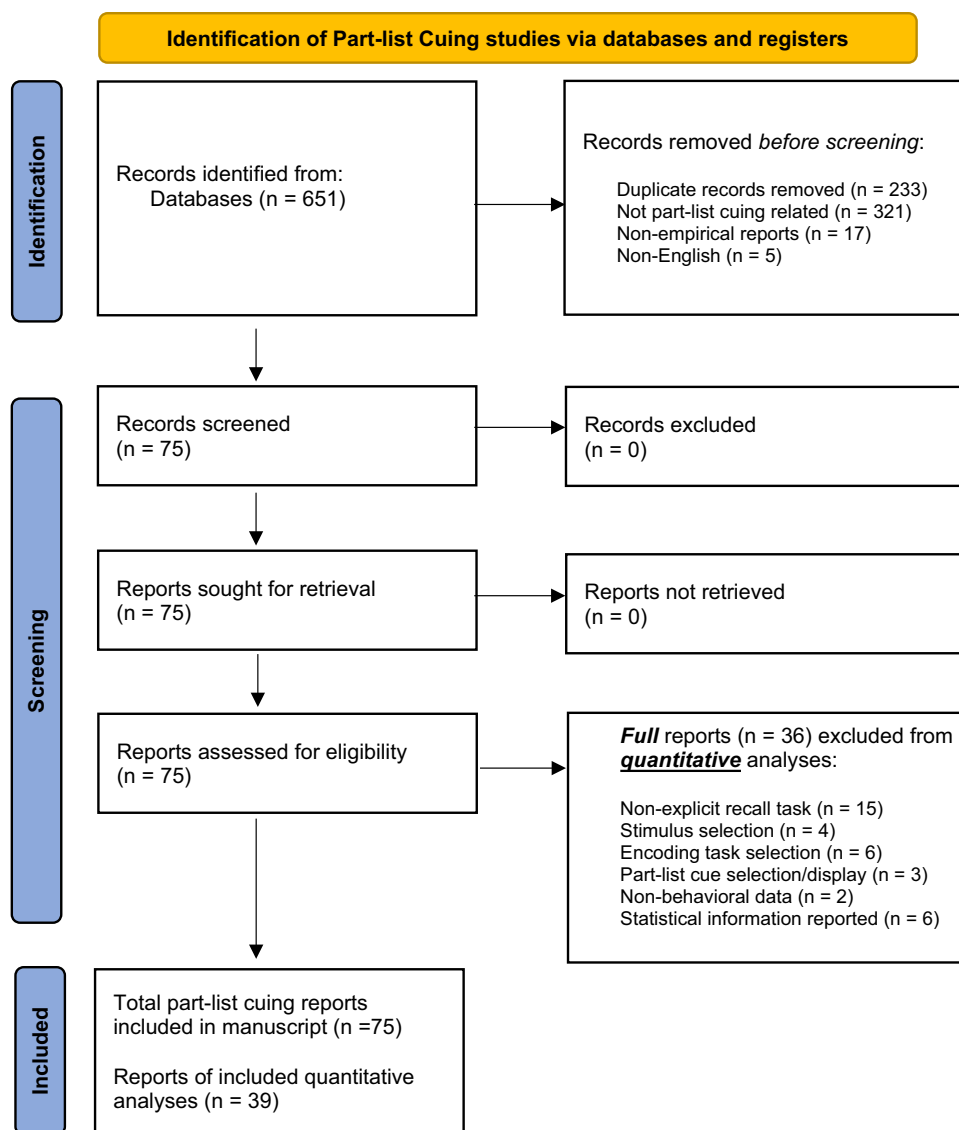 Identification of Part-list Cuing studies via databases and registers
Identification
Records identified from:
Databases (n = 651)
Records removed before screening:
Duplicate records removed (n = 233)
Not part-list cuing related (n = 321)
Non-empirical reports (n = 17)
Non-English (n = 5)
Screening
Records screened
(n = 75)
Records excluded
(n = 0)
Reports sought for retrieval
(n = 75)
Reports not retrieved
(n = 0)
Reports assessed for eligibility
(n = 75)
Full reports (n = 36) excluded from
quantitative analyses:
Non-explicit recall task (n = 15)
Stimulus selection (n = 4)
Encoding task selection (n = 6)
Part-list cue selection/display (n = 3)
Non-behavioral data (n = 2)
Statistical information reported (n = 6)
Included
Total part-list cuing reports
included in manuscript (n =75)
Reports of included quantitative
analyses (n = 39)